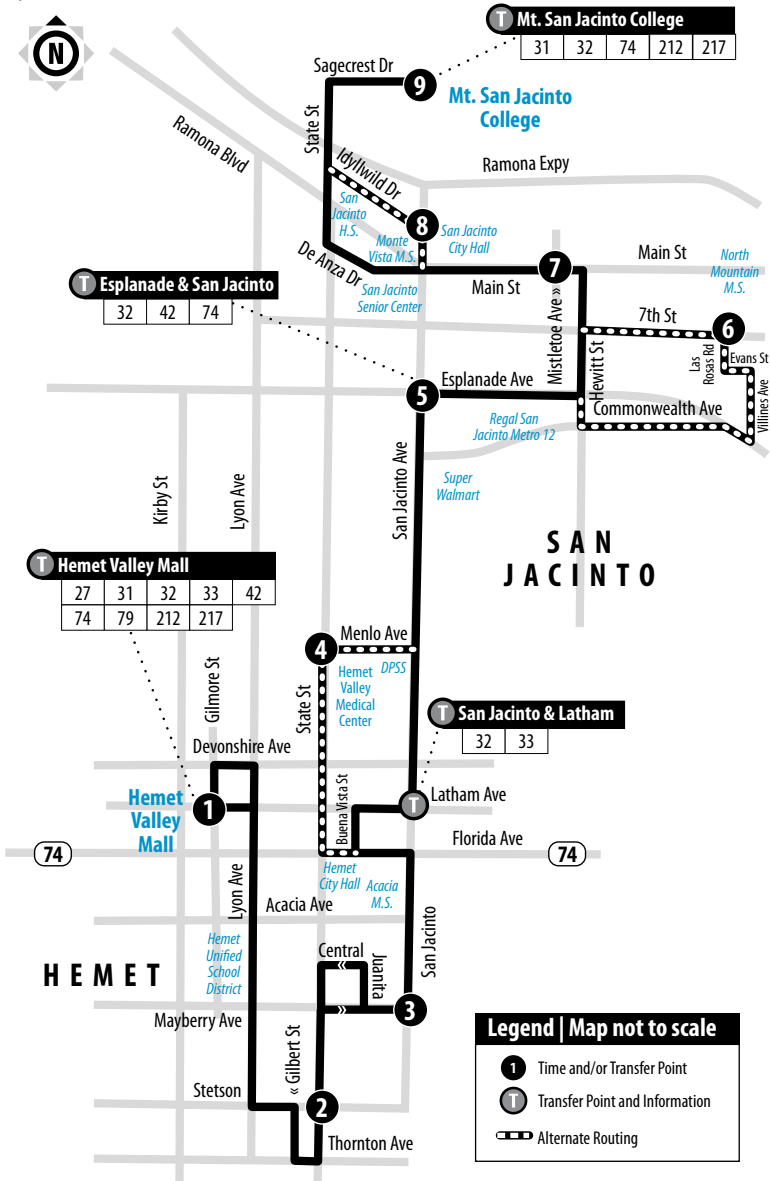 T Mt. San Jacinto College
31 32 74 212 217
N
Sagecrest Dr
9
Mt. San Jacinto
College
State St
Ramona Blvd
Idyllwild Dr
Ramona Expy
San
Jacinto
H.S.
8
Monte
Vista M.S.
San Jacinto
City Hall
De Anza Dr
7
Main St
North
Mountain
M.S.
T Esplanade & San Jacinto
32 42 74
San Jacinto
Senior Center
Main St
Mistletoe Ave »
7th St
6
Las
Rosas Rd
Evans St
Villines Ave
Hewitt St
Esplanade Ave
5
Commonwealth Ave
Regal San
Jacinto Metro 12
San Jacinto Ave
Super
Walmart
Kirby St
Lyon Ave
SAN
JACINTO
T Hemet Valley Mall
27 31 32 33 42
74 79 212 217
Menlo Ave
4
DPSS
Hemet
Valley
Medical
Center
State St
Gilmore St
T San Jacinto & Latham
32 33
Devonshire Ave
Hemet
Valley
Mall
1
Buena Vista St
T
Latham Ave
Florida Ave
74
74
Hemet
City Hall
Acacia
M.S.
Lyon Ave
Acacia Ave
San Jacinto
Hemet
Unified
School
District
HEMET
Central
«
Juanita
»
3
Mayberry Ave
« Gilbert St
Stetson
2
Thornton Ave
Legend | Map not to scale
1 Time and/or Transfer Point
T Transfer Point and Information
Alternate Routing